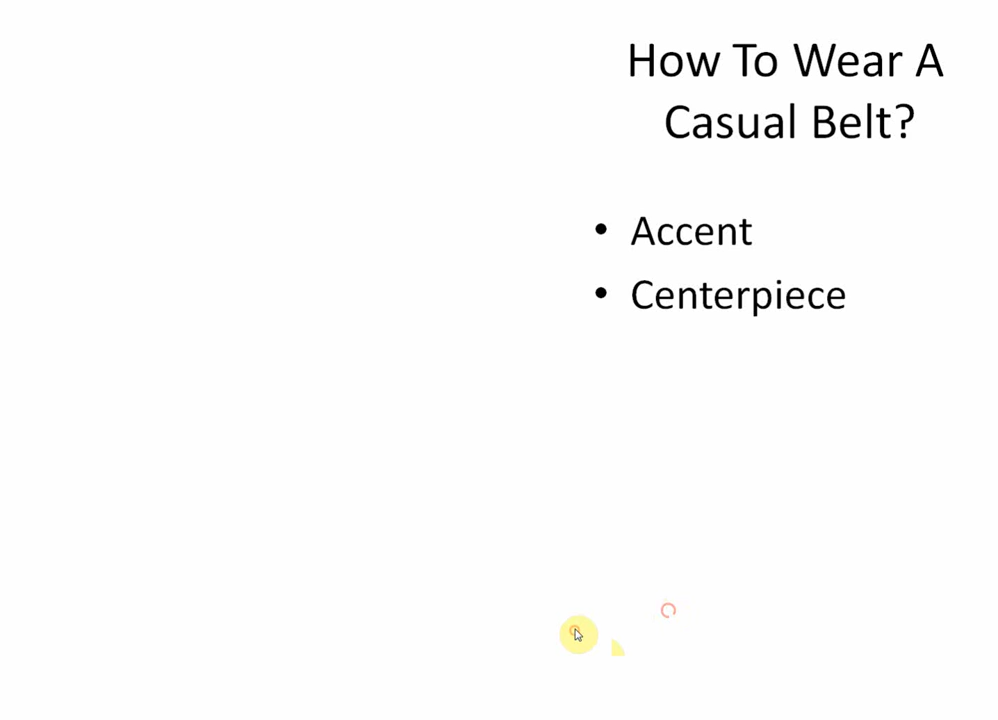 How To Wear A
Casual Belt?
• Accent
• Centerpiece